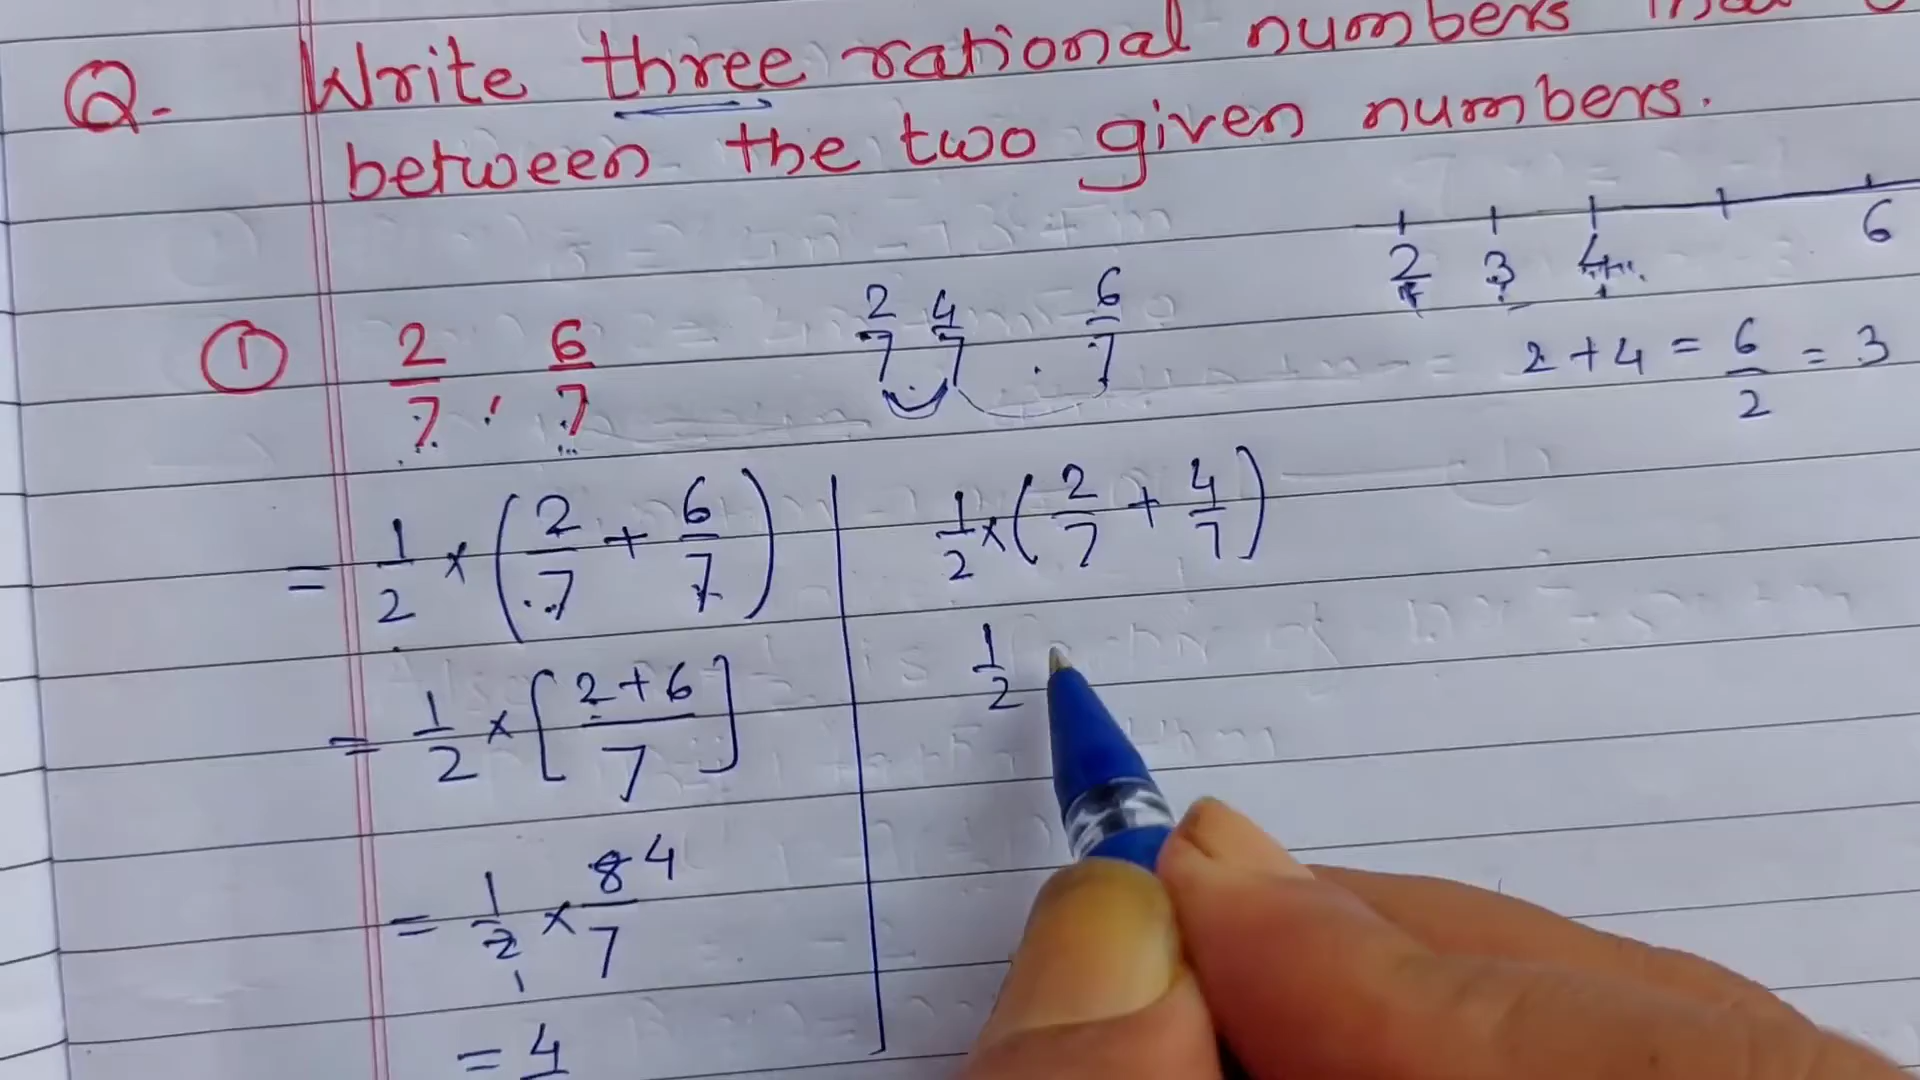 Q. Write three rational numbers
between the two given numbers.
2 3 4 6
① 2/7, 6/7
2/7 4/7 6/7
2 + 4 = 6/2 = 3
= 1/2 × (2/7 + 6/7)
= 1/2 × [2+6/7]
= 1/2 1 × 8/7 4
= 4
1/2 × (2/7 + 4/7)
1/2